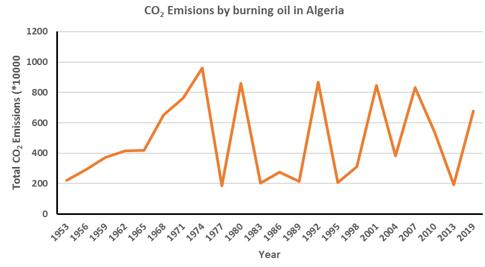 CO₂ Emisions by burning oil in Algeria
Total CO₂ Emissions (*10000
1200
1000
800
600
400
200
0
1953 1956 1959 1962 1965 1968 1971 1974 1977 1980 1983 1986 1989 1992 1995 1998 2001 2004 2007 2010 2013 2019
Year